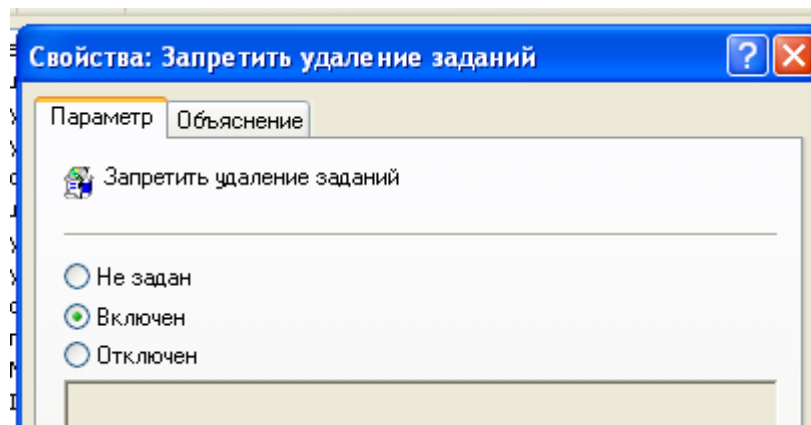 Свойства: Запретить удаление заданий
Параметр
Объяснение
Запретить удаление заданий
Не задан
Включен
Отключен